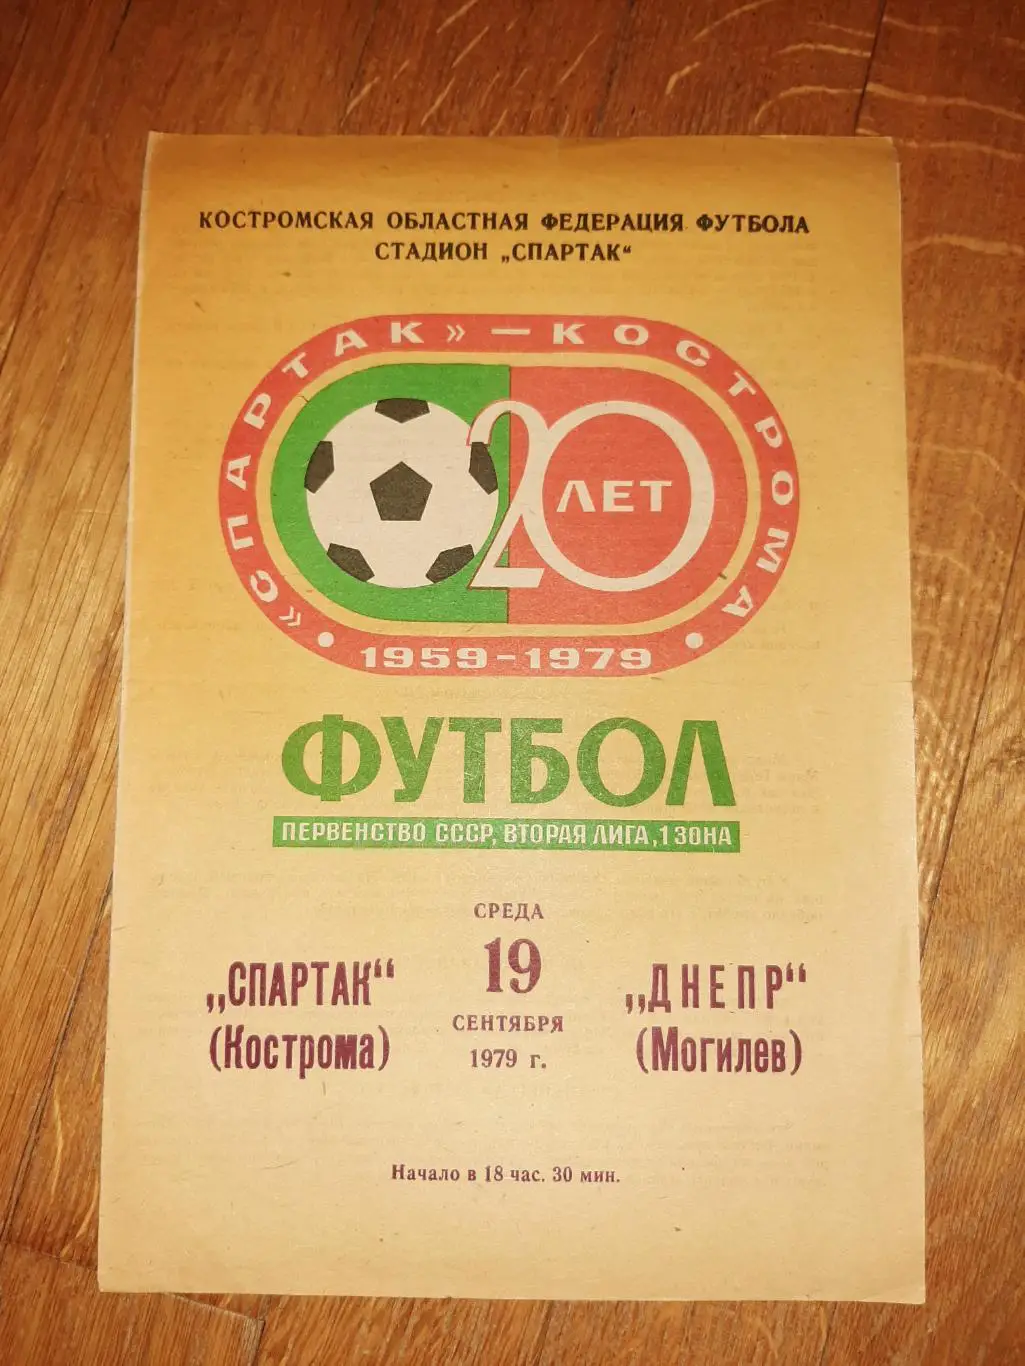 КОСТРОМСКАЯ ОБЛАСТНАЯ ФЕДЕРАЦИЯ ФУТБОЛА
СТАДИОН „СПАРТАК“
«СПАРТАК» — КОСТРОМА
20
ЛЕТ
• 1959-1979 •
ФУТБОЛ
ПЕРВЕНСТВО СССР, ВТОРАЯ ЛИГА, 1 ЗОНА
СРЕДА
19
СЕНТЯБРЯ
1979 г.
„СПАРТАК“
(Кострома)
„ДНЕПР“
(Могилев)
Начало в 18 час. 30 мин.